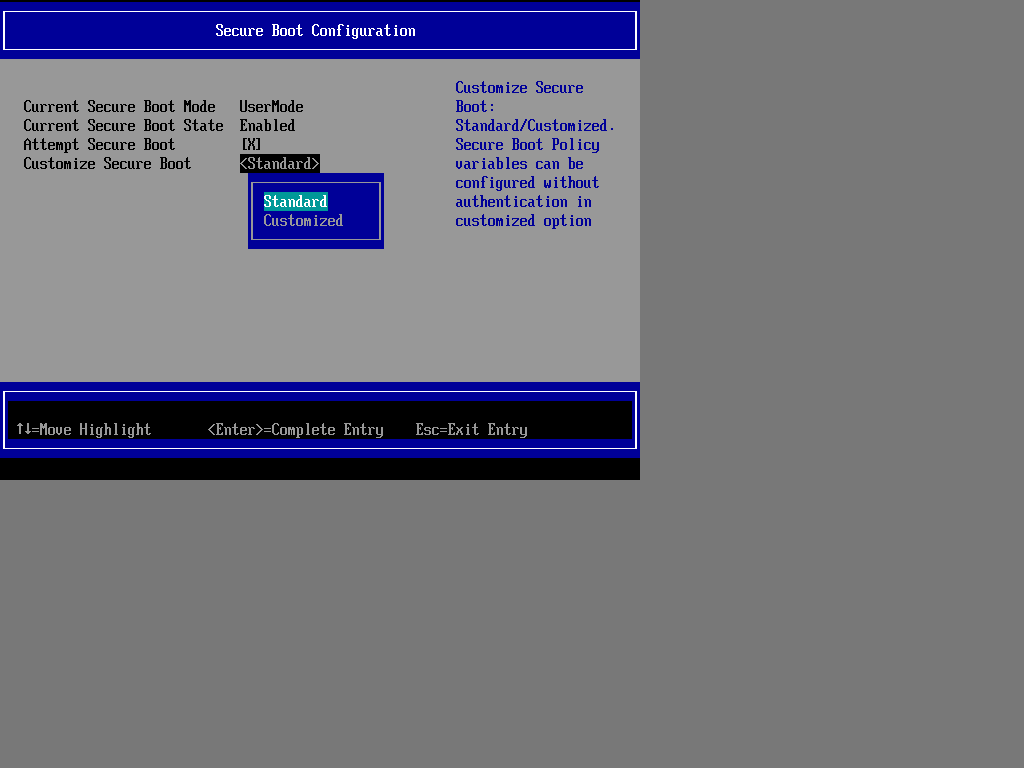 Secure Boot Configuration
Current Secure Boot Mode UserMode
Current Secure Boot State Enabled
Attempt Secure Boot [X]
Customize Secure Boot <Standard>
Standard
Customized
Customize Secure
Boot:
Standard/Customized.
Secure Boot Policy
variables can be
configured without
authentication in
customized option
↑↓=Move Highlight <Enter>=Complete Entry Esc=Exit Entry